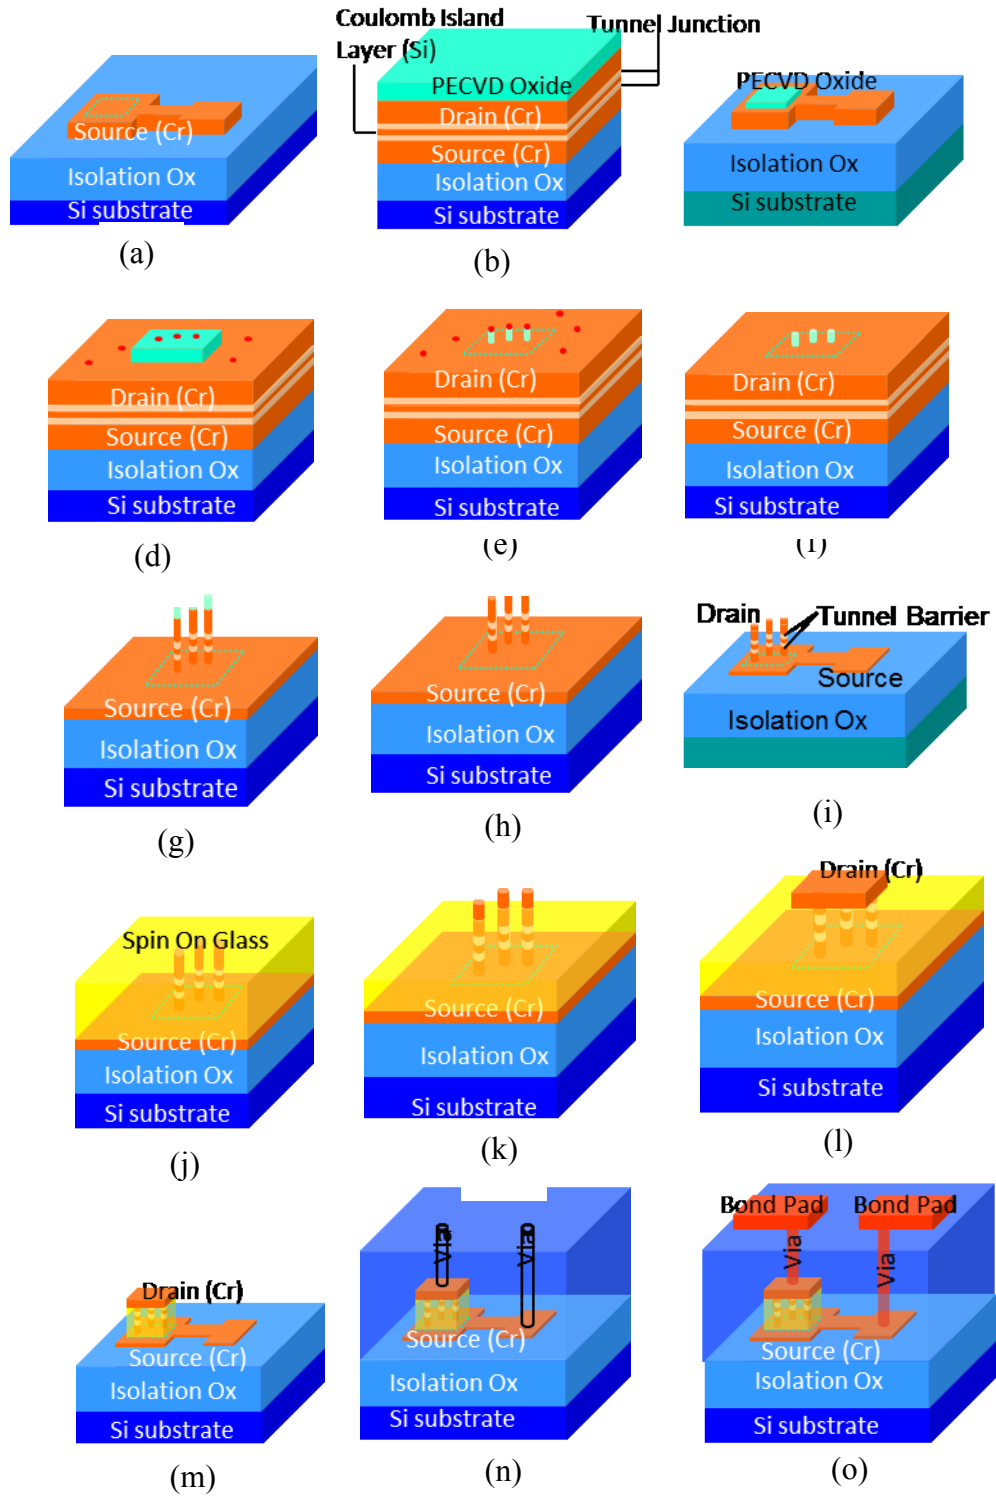 Source (Cr)
Isolation Ox
Si substrate
(a)
Coulomb Island
Layer (Si)
Tunnel Junction
PECVD Oxide
Drain (Cr)
Source (Cr)
Isolation Ox
Si substrate
(b)
PECVD Oxide
Isolation Ox
Si substrate
Drain (Cr)
Source (Cr)
Isolation Ox
Si substrate
(d)
Drain (Cr)
Source (Cr)
Isolation Ox
Si substrate
(e)
Drain (Cr)
Source (Cr)
Isolation Ox
Si substrate
Source (Cr)
Isolation Ox
Si substrate
(g)
Source (Cr)
Isolation Ox
Si substrate
(h)
Drain
Tunnel Barrier
Source
Isolation Ox
(i)
Spin On Glass
Source (Cr)
Isolation Ox
Si substrate
(j)
Source (Cr)
Isolation Ox
Si substrate
(k)
Drain (Cr)
Source (Cr)
Isolation Ox
Si substrate
(l)
Drain (Cr)
Source (Cr)
Isolation Ox
Si substrate
(m)
Via
Via
Source (Cr)
Isolation Ox
Si substrate
(n)
Bond Pad
Bond Pad
Via
Via
Source (Cr)
Isolation Ox
Si substrate
(o)